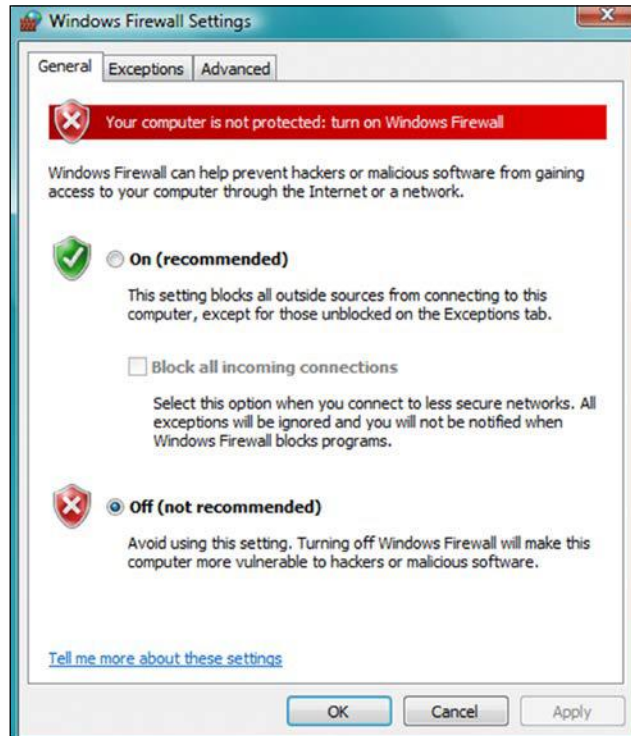 Windows Firewall Settings
General Exceptions Advanced
Your computer is not protected: turn on Windows Firewall
Windows Firewall can help prevent hackers or malicious software from gaining
access to your computer through the Internet or a network.
On (recommended)
This setting blocks all outside sources from connecting to this
computer, except for those unblocked on the Exceptions tab.
Block all incoming connections
Select this option when you connect to less secure networks. All
exceptions will be ignored and you will not be notified when
Windows Firewall blocks programs.
Off (not recommended)
Avoid using this setting. Turning off Windows Firewall will make this
computer more vulnerable to hackers or malicious software.
Tell me more about these settings
OK Cancel Apply